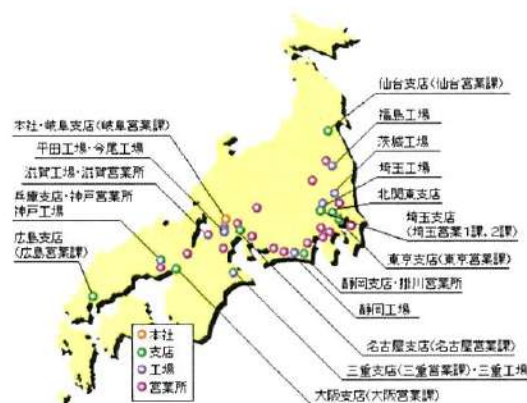 仙台支店(仙台営業課)
福島工場
本社・岐阜支店(岐阜営業課)
茨城工場
平田工場・今尾工場
埼玉工場
滋賀工場・滋賀営業所
北関東支店
兵庫支店・神戸営業所
神戸工場
埼玉支店
(埼玉営業1課、2課)
広島支店
(広島営業課)
東京支店(東京営業課)
静岡支店・掛川営業所
静岡工場
名古屋支店(名古屋営業課)
三重支店(三重営業課)・三重工場
大阪支店(大阪営業課)
本社
支店
工場
営業所